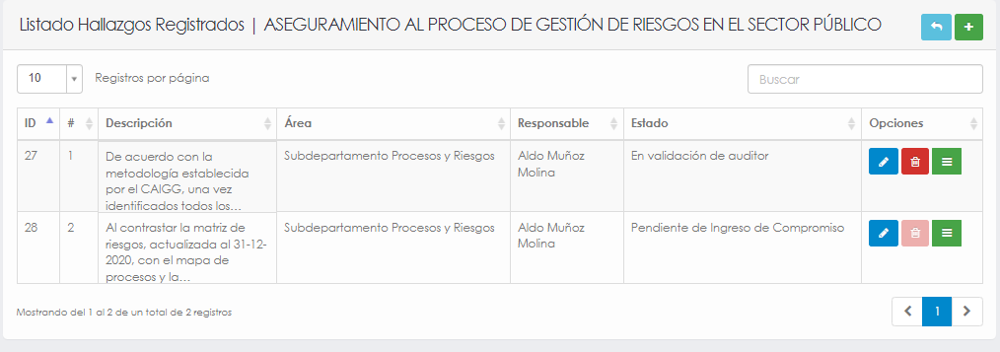 Listado Hallazgos Registrados | ASEGURAMIENTO AL PROCESO DE GESTIÓN DE RIESGOS EN EL SECTOR PÚBLICO
10 Registros por página Buscar
ID # Descripción Área Responsable Estado Opciones
27 1 De acuerdo con la Subdepartamento Procesos y Riesgos Aldo Muñoz En validación de auditor
metodología establecida Molina
por el CAIGG, una vez
identificados todos los...
28 2 Al contrastar la matriz de Subdepartamento Procesos y Riesgos Aldo Muñoz Pendiente de Ingreso de Compromiso
riesgos, actualizada al 31-12- Molina
2020, con el mapa de
procesos y la...
Mostrando del 1 al 2 de un total de 2 registros 1